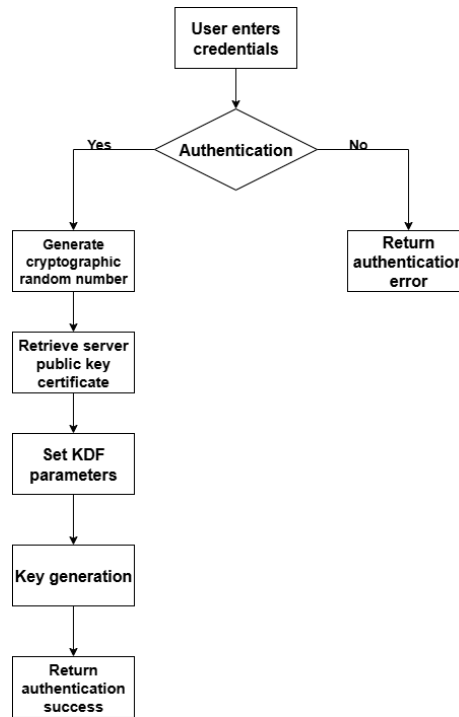 User enters
credentials
Authentication
Yes
No
Generate
cryptographic
random number
Return
authentication
error
Retrieve server
public key
certificate
Set KDF
parameters
Key generation
Return
authentication
success